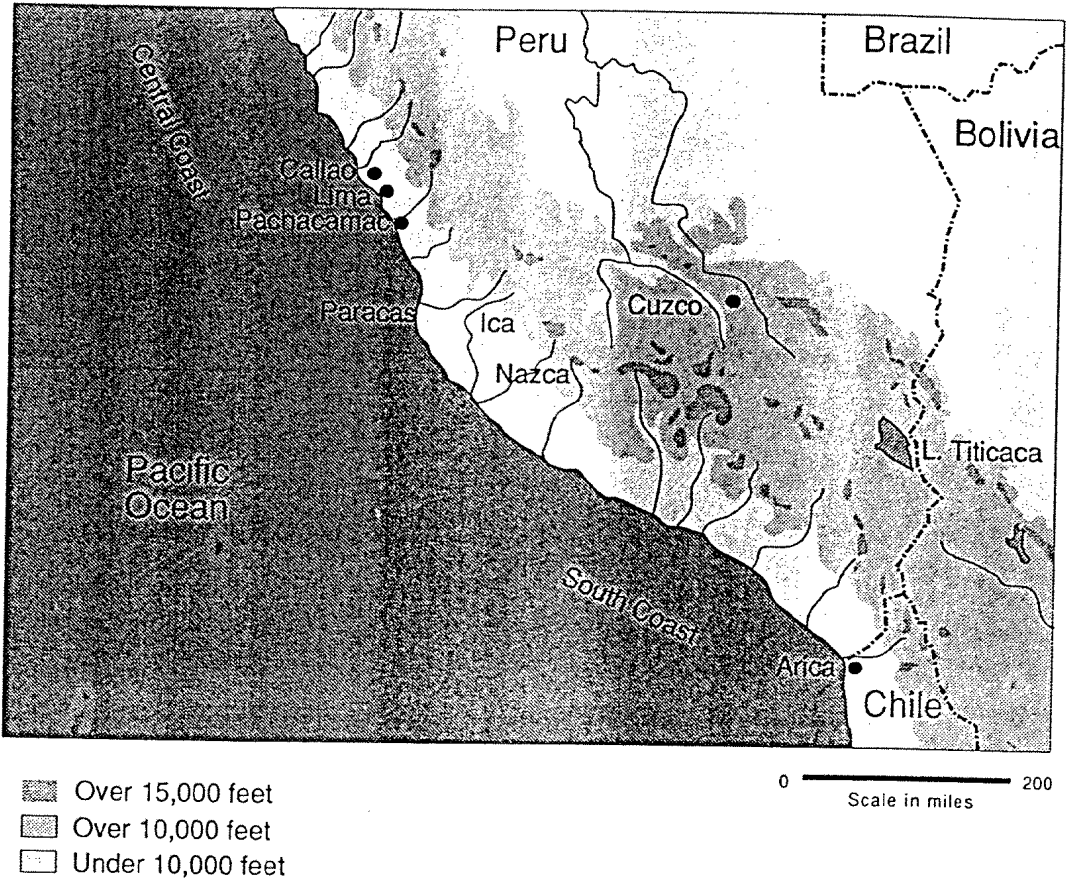 Peru
Brazil
Bolivia
Central Coast
Callao
Lima
Pachacamac
Paracas
Ica
Cuzco
Nazca
L. Titicaca
Pacific
Ocean
South Coast
Arica
Chile
Over 15,000 feet
Over 10,000 feet
Under 10,000 feet
0 200
Scale in miles